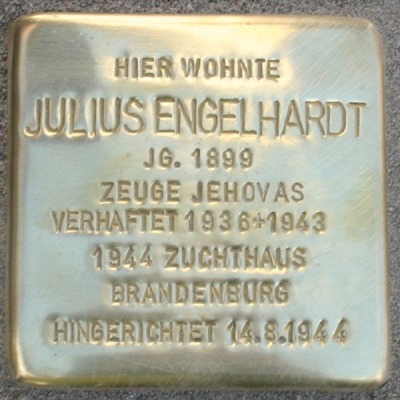 HIER WOHNTE
JULIUS ENGELHARDT
JG. 1899
ZEUGE JEHOVAS
VERHAFTET 1936+1943
1944 ZUCHTHAUS
BRANDENBURG
HINGERICHTET 14.8.1944